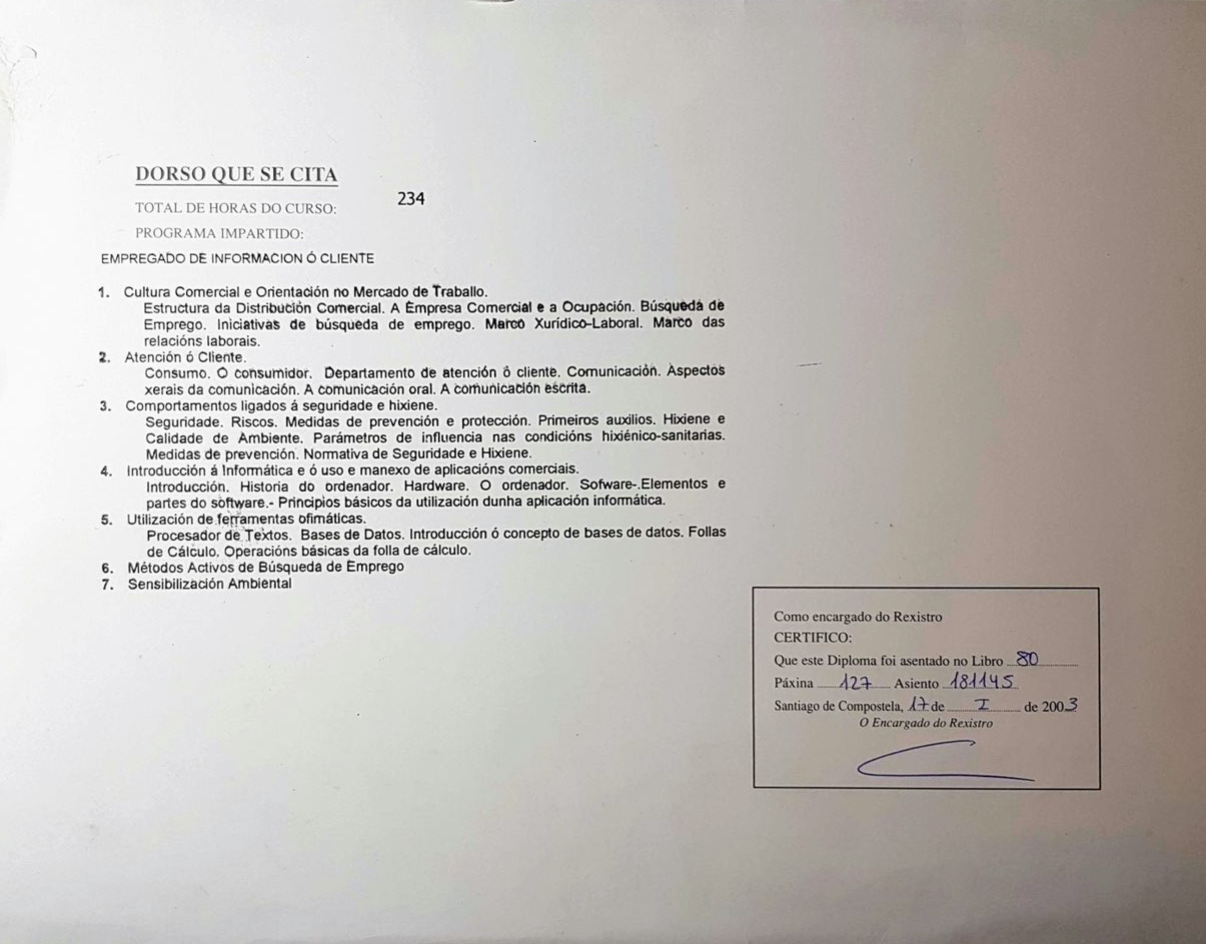 DORSO QUE SE CITA
TOTAL DE HORAS DO CURSO: 234
PROGRAMA IMPARTIDO:
EMPREGADO DE INFORMACION Ó CLIENTE
1. Cultura Comercial e Orientación no Mercado de Traballo.
Estructura da Distribución Comercial. A Empresa Comercial e a Ocupación. Búsqueda de
Emprego. Iniciativas de búsqueda de emprego. Marco Xurídico-Laboral. Marco das
relacións laborais.
2. Atención ó Cliente.
Consumo. O consumidor. Departamento de atención ó cliente. Comunicación. Aspectos
xerais da comunicación. A comunicación oral. A comunicación escrita.
3. Comportamentos ligados á seguridade e hixiene.
Seguridade. Riscos. Medidas de prevención e protección. Primeiros auxilios. Hixiene e
Calidade de Ambiente. Parámetros de influencia nas condicións hixiénico-sanitarias.
Medidas de prevención. Normativa de Seguridade e Hixiene.
4. Introducción á Informática e ó uso e manexo de aplicacións comerciais.
Introducción. Historia do ordenador. Hardware. O ordenador. Sofware-.Elementos e
partes do software.- Principios básicos da utilización dunha aplicación informática.
5. Utilización de ferramentas ofimáticas.
Procesador de Textos. Bases de Datos. Introducción ó concepto de bases de datos. Follas
de Cálculo. Operacións básicas da folla de cálculo.
6. Métodos Activos de Búsqueda de Emprego
7. Sensibilización Ambiental
Como encargado do Rexistro
CERTIFICO:
Que este Diploma foi asentado no Libro 80
Páxina 127 Asiento 181145
Santiago de Compostela, 17 de I de 2003
O Encargado do Rexistro